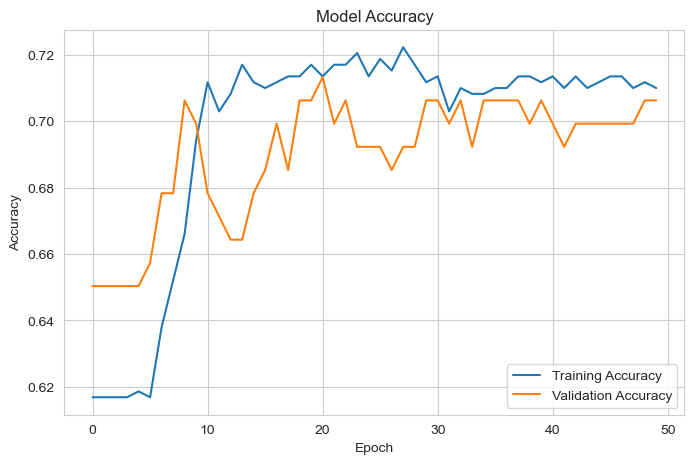 Model Accuracy
0.72
0.70
0.68
0.66
0.64
0.62
Accuracy
0
10
20
30
40
50
Epoch
Training Accuracy
Validation Accuracy